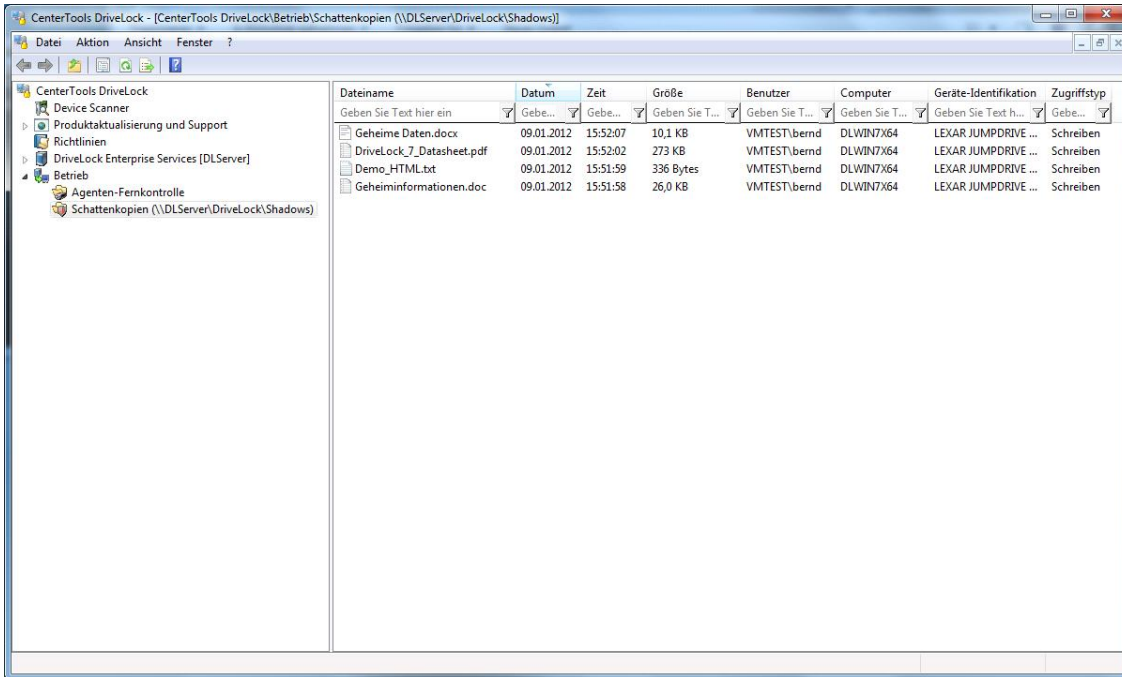 CenterTools DriveLock - [CenterTools DriveLock\Betrieb\Schattenkopien (\\DLServer\DriveLock\Shadows)]
Datei Aktion Ansicht Fenster ?
CenterTools DriveLock
Device Scanner
Produktaktualisierung und Support
Richtlinien
DriveLock Enterprise Services [DLServer]
Betrieb
Agenten-Fernkontrolle
Schattenkopien (\\DLServer\DriveLock\Shadows)
Dateiname Datum Zeit Größe Benutzer Computer Geräte-Identifikation Zugriffstyp
Geben Sie Text hier ein Gebe... Gebe... Geben Sie T... Geben Sie T... Geben Sie T... Geben Sie Text h... Gebe...
Geheime Daten.docx 09.01.2012 15:52:07 10,1 KB VMTEST\bernd DLWIN7X64 LEXAR JUMPDRIVE ... Schreiben
DriveLock_7_Datasheet.pdf 09.01.2012 15:52:02 273 KB VMTEST\bernd DLWIN7X64 LEXAR JUMPDRIVE ... Schreiben
Demo_HTML.txt 09.01.2012 15:51:59 336 Bytes VMTEST\bernd DLWIN7X64 LEXAR JUMPDRIVE ... Schreiben
Geheiminformationen.doc 09.01.2012 15:51:58 26,0 KB VMTEST\bernd DLWIN7X64 LEXAR JUMPDRIVE ... Schreiben